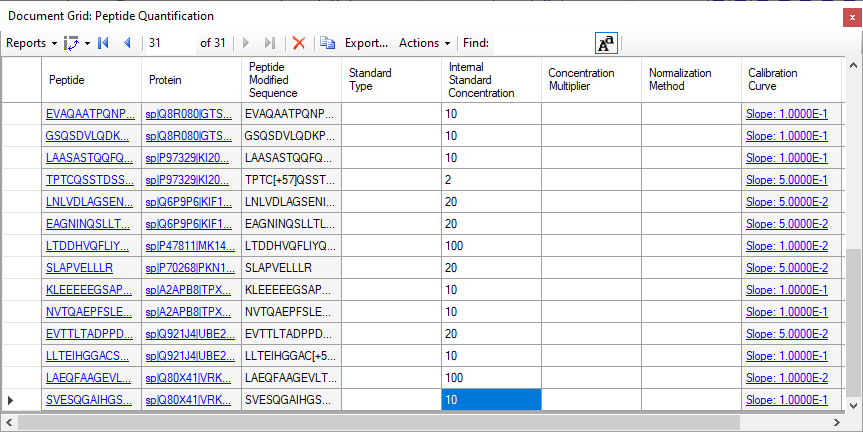 Document Grid: Peptide Quantification
x
Reports 31 of 31 Export... Actions Find: Aa
Peptide Protein Peptide Modified Sequence Standard Type Internal Standard Concentration Concentration Multiplier Normalization Method Calibration Curve
EVAQAATPQNP... sp|Q8R080|GTS... EVAQAATPQNP... 10 Slope: 1.0000E-1
GSQSDVLQDK... sp|Q8R080|GTS... GSQSDVLQDKP... 10 Slope: 1.0000E-1
LAASASTQQFQ... sp|P97329|KI20... LAASASTQQFQ... 10 Slope: 1.0000E-1
TPTCQSSTDSS... sp|P97329|KI20... TPTC[+57]QSST... 2 Slope: 5.0000E-1
LNLVDLAGSEN... sp|Q6P9P6|KIF1... LNLVDLAGSENI... 20 Slope: 5.0000E-2
EAGNINQSLLT... sp|Q6P9P6|KIF1... EAGNINQSLLTL... 20 Slope: 5.0000E-2
LTDDHVQFLIY... sp|P47811|MK14... LTDDHVQFLIYQ... 100 Slope: 1.0000E-2
SLAPVELLLR sp|P70268|PKN1... SLAPVELLLR 20 Slope: 5.0000E-2
KLEEEEEGSAP... sp|A2APB8|TPX... KLEEEEEGSAP... 10 Slope: 1.0000E-1
NVTQAEPFSLE... sp|A2APB8|TPX... NVTQAEPFSLE... 10 Slope: 1.0000E-1
EVTTLTADPPD... sp|Q921J4|UBE2... EVTTLTADPPD... 20 Slope: 5.0000E-2
LLTEIHGGACS... sp|Q921J4|UBE2... LLTEIHGGAC[+5... 10 Slope: 1.0000E-1
LAEQFAAGEVL... sp|Q80X41|VRK... LAEQFAAGEVLT... 100 Slope: 1.0000E-2
SVESQGAIHGS... sp|Q80X41|VRK... SVESQGAIHGS... 10 Slope: 1.0000E-1